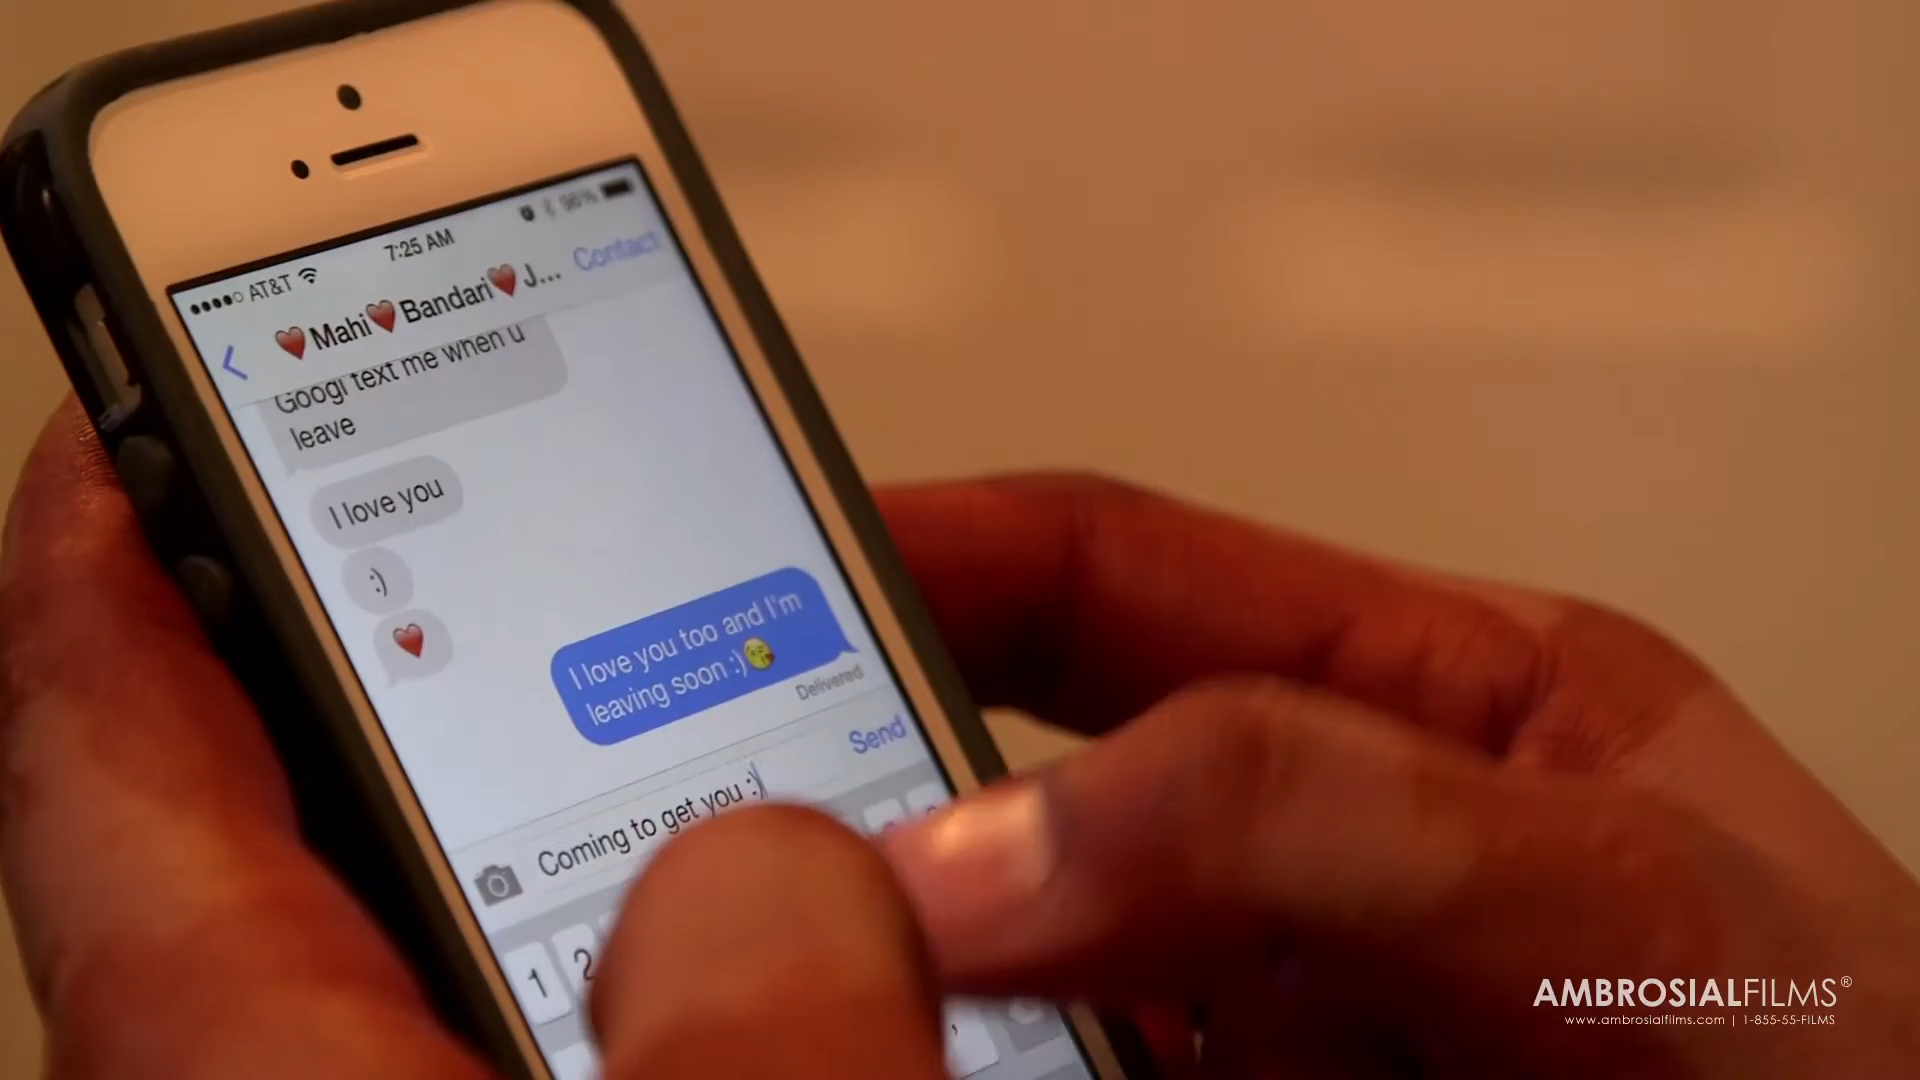 7:25 AM
98%
AT&T
❤️Mahi❤️Bandari❤️J...
Contact
Googi text me when u
leave
I love you
:)
❤️
I love you too and I'm
leaving soon :)😘
Delivered
Coming to get you :)
Send
1 2
AMBROSIALFILMS®
www.ambrosialfilms.com | 1-855-55-FILMS